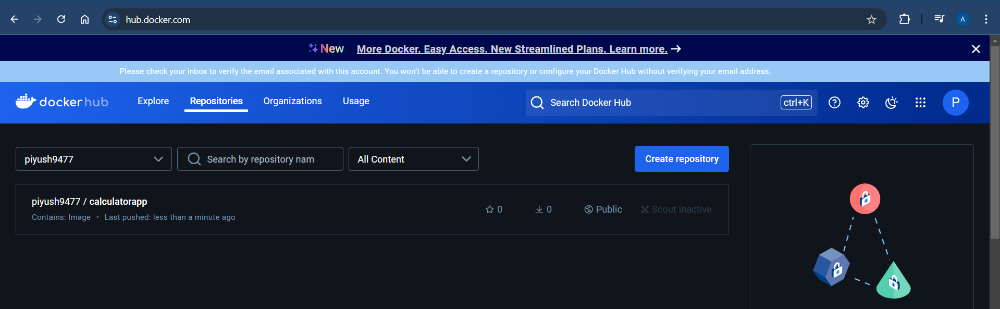 hub.docker.com
A
New More Docker. Easy Access. New Streamlined Plans. Learn more. →
Please check your inbox to verify the email associated with this account. You won't be able to create a repository or configure your Docker Hub without verifying your email address.
dockerhub Explore Repositories Organizations Usage Search Docker Hub ctrl+K P
piyush9477 Search by repository nam All Content Create repository
piyush9477 / calculatorapp
Contains: Image • Last pushed: less than a minute ago
0 0 Public Scout inactive